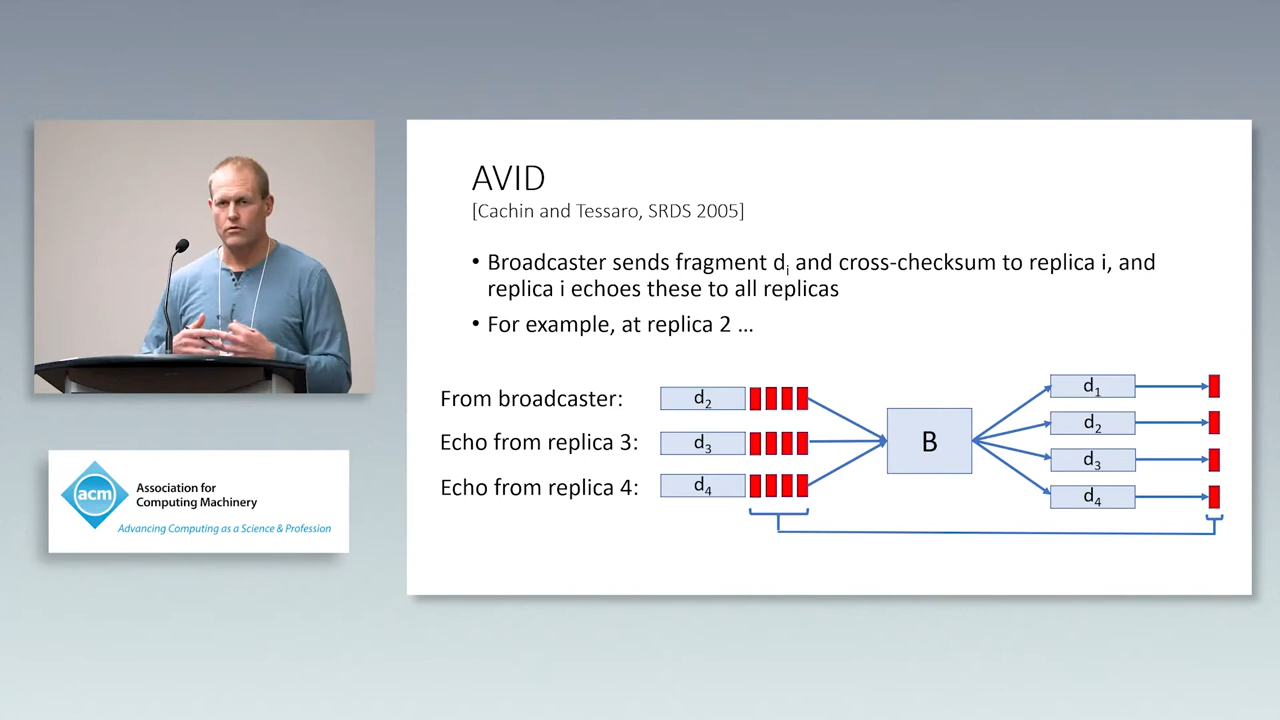 AVID
[Cachin and Tessaro, SRDS 2005]
• Broadcaster sends fragment di and cross-checksum to replica i, and
replica i echoes these to all replicas
• For example, at replica 2 …
From broadcaster:
d2
Echo from replica 3:
d3
Echo from replica 4:
d4
B
d1
d2
d3
d4
acm
Association for
Computing Machinery
Advancing Computing as a Science & Profession